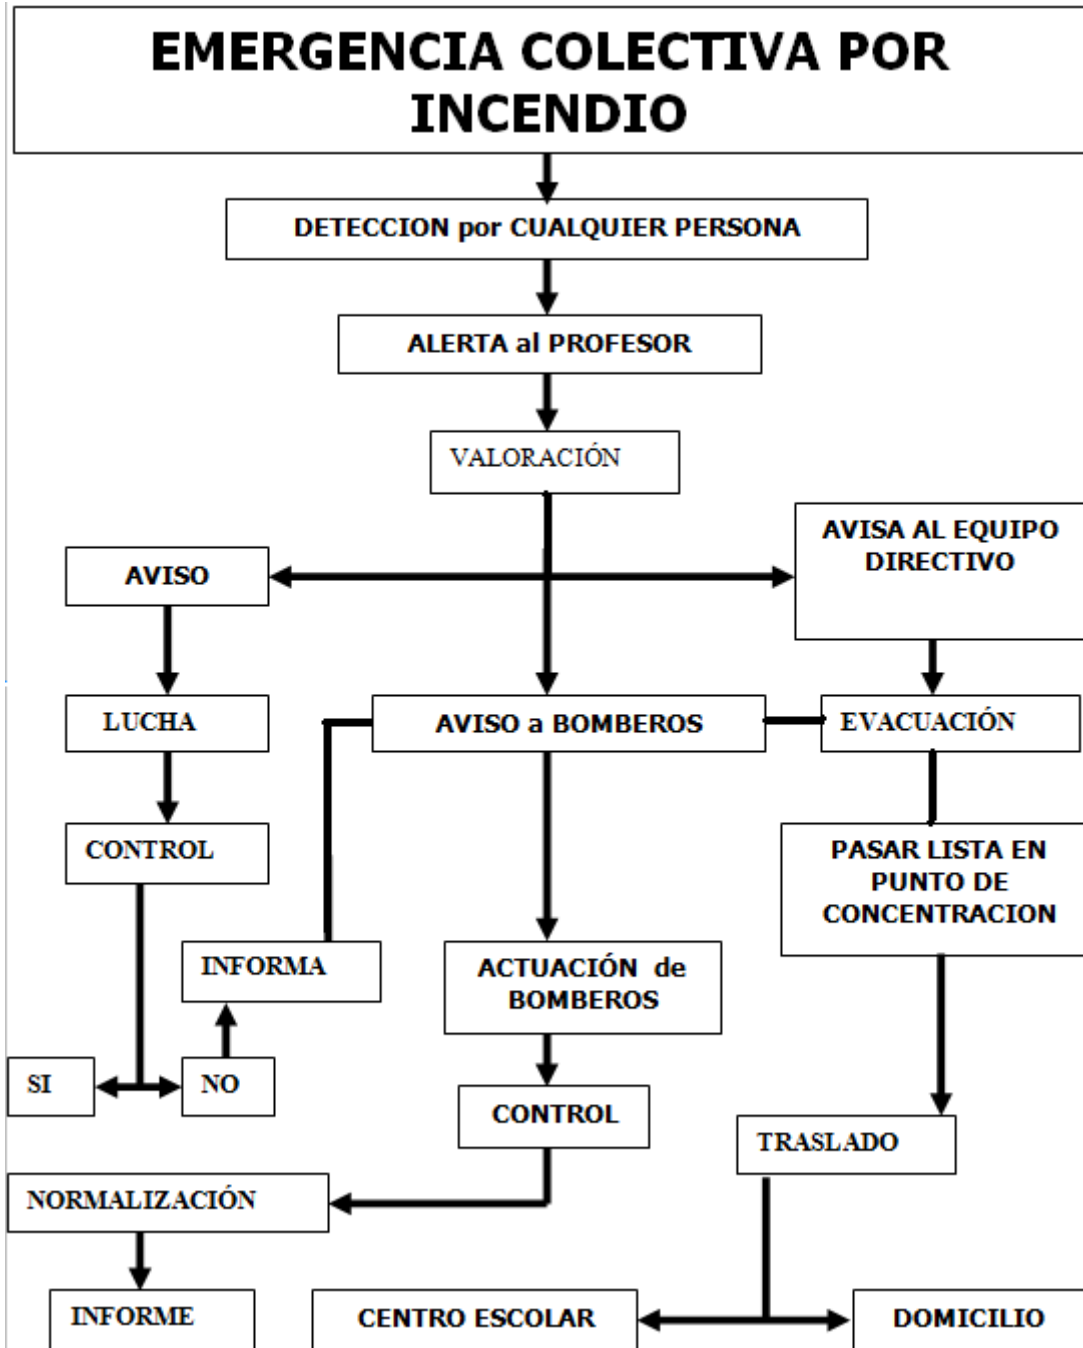 EMERGENCIA COLECTIVA POR
INCENDIO
DETECCION por CUALQUIER PERSONA
ALERTA al PROFESOR
VALORACIÓN
AVISO
AVISA AL EQUIPO
DIRECTIVO
LUCHA
AVISO a BOMBEROS
EVACUACIÓN
CONTROL
PASAR LISTA EN
PUNTO DE
CONCENTRACION
INFORMA
ACTUACIÓN de
BOMBEROS
SI
NO
CONTROL
TRASLADO
NORMALIZACIÓN
INFORME
CENTRO ESCOLAR
DOMICILIO